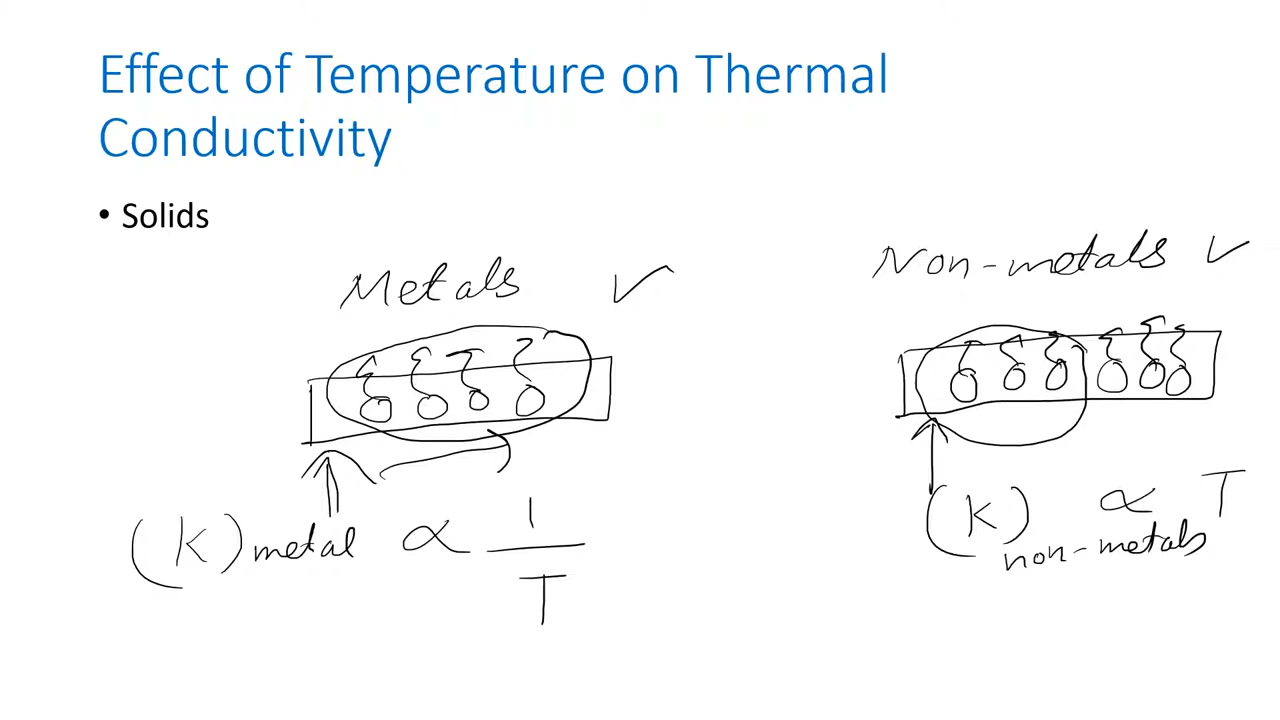 Effect of Temperature on Thermal
Conductivity
• Solids
Metals ✓
Non-metals ✓
(K)metal ∝ 1/T
(K)non-metals ∝ T